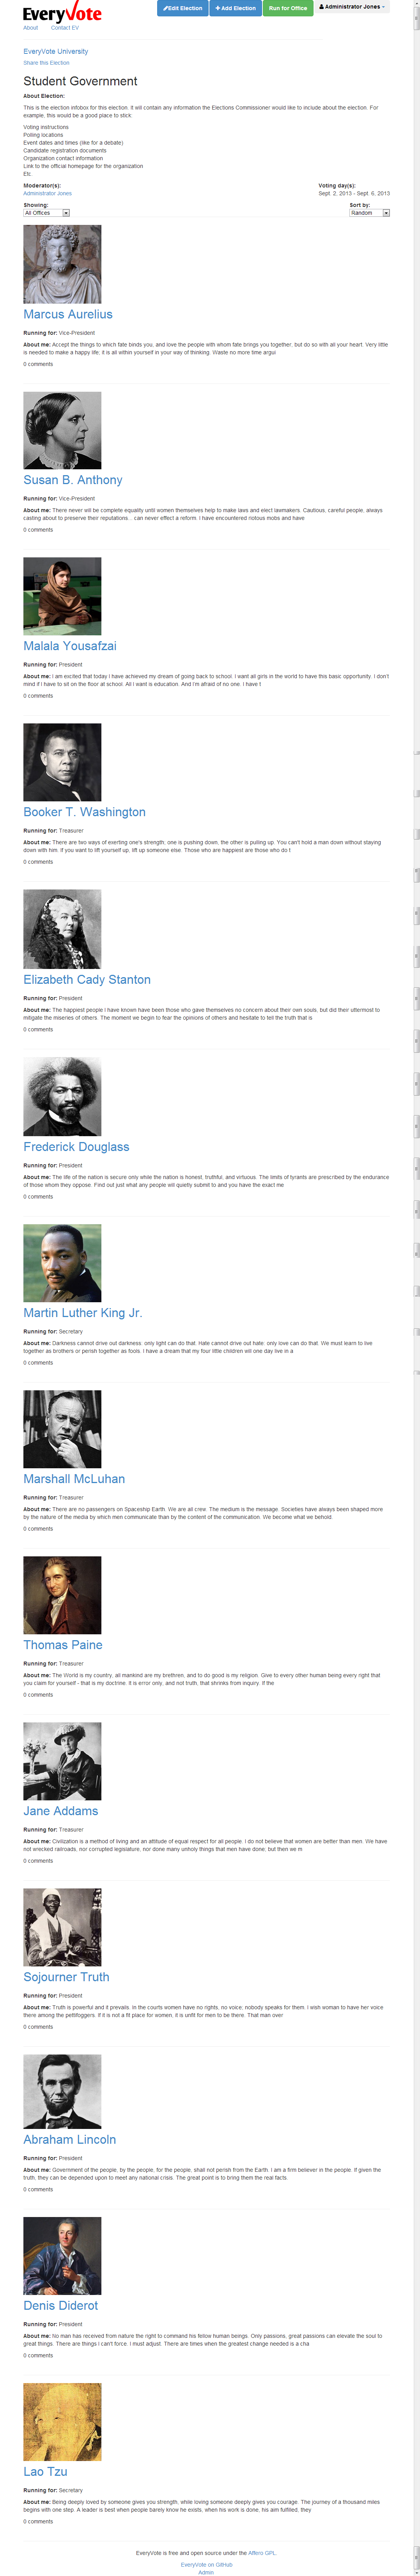 EveryVote
Edit Election
Add Election
Run for Office
Administrator Jones
About
Contact EV
EveryVote University
Share this Election
Student Government
About Election:
This is the election infobox for this election. It will contain any information the Elections Commissioner would like to include about the election. For
example, this would be a good place to stick:
Voting instructions
Polling locations
Event dates and times (like for a debate)
Candidate registration documents
Organization contact information
Link to the official homepage for the organization
Etc.
Moderator(s):
Administrator Jones
Voting day(s):
Sept. 2, 2013 - Sept. 6, 2013
Showing:
All Offices
Sort by:
Random
Marcus Aurelius
Running for: Vice-President
About me: Accept the things to which fate binds you, and love the people with whom fate brings you together, but do so with all your heart. Very little
is needed to make a happy life; it is all within yourself in your way of thinking. Waste no more time argui
0 comments
Susan B. Anthony
Running for: Vice-President
About me: There never will be complete equality until women themselves help to make laws and elect lawmakers. Cautious, careful people, always
casting about to preserve their reputations... can never effect a reform. I have encountered riotous mobs and have
0 comments
Malala Yousafzai
Running for: President
About me: I am excited that today I have achieved my dream of going back to school. I want all girls in the world to have this basic opportunity. I don't
mind if I have to sit on the floor at school. All I want is education. And I'm afraid of no one. I have t
0 comments
Booker T. Washington
Running for: Treasurer
About me: There are two ways of exerting one's strength; one is pushing down, the other is pulling up. You can't hold a man down without staying
down with him. If you want to lift yourself up, lift up someone else. Those who are happiest are those who do t
0 comments
Elizabeth Cady Stanton
Running for: President
About me: The happiest people I have known have been those who gave themselves no concern about their own souls, but did their uttermost to
mitigate the miseries of others. The moment we begin to fear the opinions of others and hesitate to tell the truth that is
0 comments
Frederick Douglass
Running for: President
About me: The life of the nation is secure only while the nation is honest, truthful, and virtuous. The limits of tyrants are prescribed by the endurance
of those whom they oppose. Find out just what any people will quietly submit to and you have the exact me
0 comments
Martin Luther King Jr.
Running for: Secretary
About me: Darkness cannot drive out darkness: only light can do that. Hate cannot drive out hate: only love can do that. We must learn to live
together as brothers or perish together as fools. I have a dream that my four little children will one day live in a
0 comments
Marshall McLuhan
Running for: Treasurer
About me: There are no passengers on Spaceship Earth. We are all crew. The medium is the message. Societies have always been shaped more
by the nature of the media by which men communicate than by the content of the communication. We become what we behold.
0 comments
Thomas Paine
Running for: Treasurer
About me: The World is my country, all mankind are my brethren, and to do good is my religion. Give to every other human being every right that
you claim for yourself - that is my doctrine. It is error only, and not truth, that shrinks from inquiry. If the
0 comments
Jane Addams
Running for: Treasurer
About me: Civilization is a method of living and an attitude of equal respect for all people. I do not believe that women are better than men. We have
not wrecked railroads, nor corrupted legislature, nor done many unholy things that men have done; but then we m
0 comments
Sojourner Truth
Running for: President
About me: Truth is powerful and it prevails. In the courts women have no rights, no voice; nobody speaks for them. I wish woman to have her voice
there among the pettifoggers. If it is not a fit place for women, it is unfit for men to be there. That man over
0 comments
Abraham Lincoln
Running for: President
About me: Government of the people, by the people, for the people, shall not perish from the Earth. I am a firm believer in the people. If given the
truth, they can be depended upon to meet any national crisis. The great point is to bring them the real facts.
0 comments
Denis Diderot
Running for: President
About me: No man has received from nature the right to command his fellow human beings. Only passions, great passions can elevate the soul to
great things. There are things I can't force. I must adjust. There are times when the greatest change needed is a cha
0 comments
Lao Tzu
Running for: Secretary
About me: Being deeply loved by someone gives you strength, while loving someone deeply gives you courage. The journey of a thousand miles
begins with one step. A leader is best when people barely know he exists, when his work is done, his aim fulfilled, they
0 comments
EveryVote is free and open source under the Affero GPL.
EveryVote on GitHub
Admin